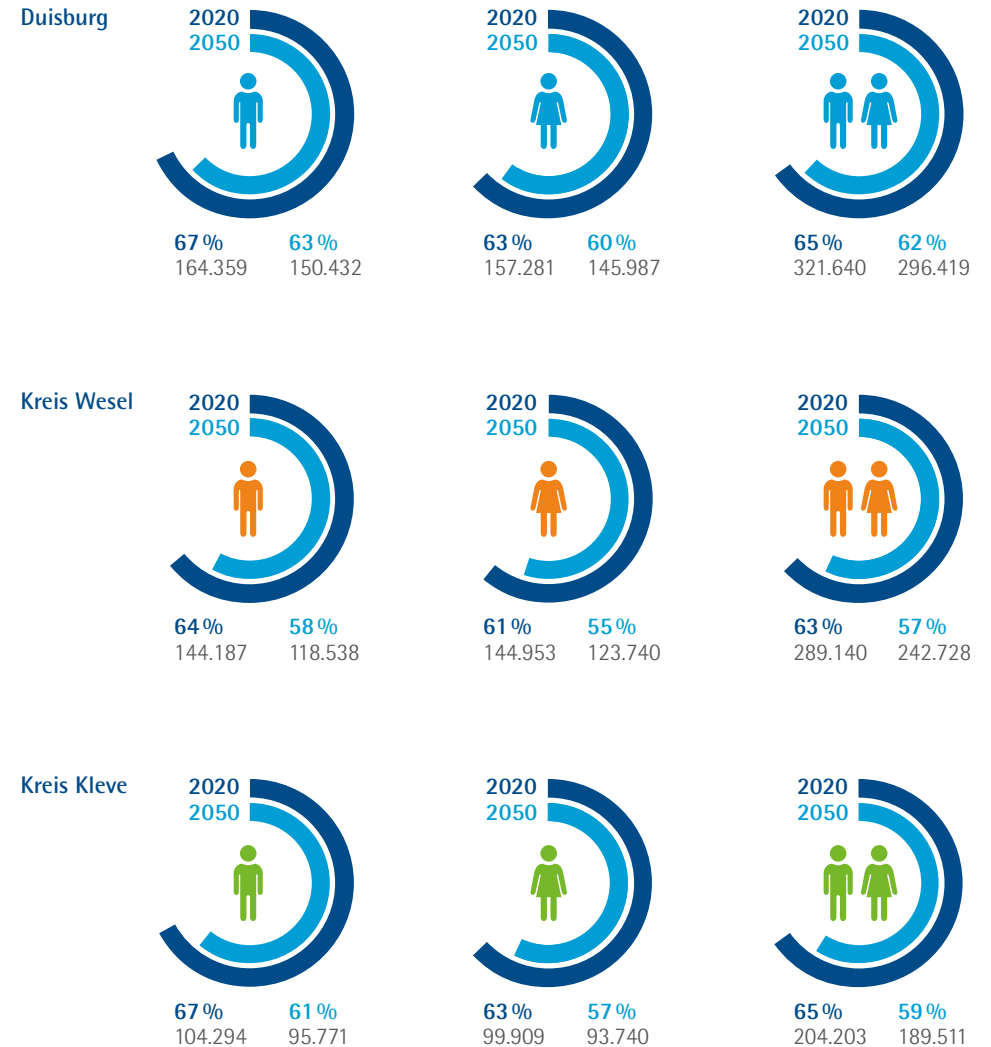 Duisburg
2020 2020 2020
2050 2050 2050
67 % 63 % 63 % 60 % 65 % 62 %
164.359 150.432 157.281 145.987 321.640 296.419
Kreis Wesel
2020 2020 2020
2050 2050 2050
64 % 58 % 61 % 55 % 63 % 57 %
144.187 118.538 144.953 123.740 289.140 242.728
Kreis Kleve
2020 2020 2020
2050 2050 2050
67 % 61 % 63 % 57 % 65 % 59 %
104.294 95.771 99.909 93.740 204.203 189.511